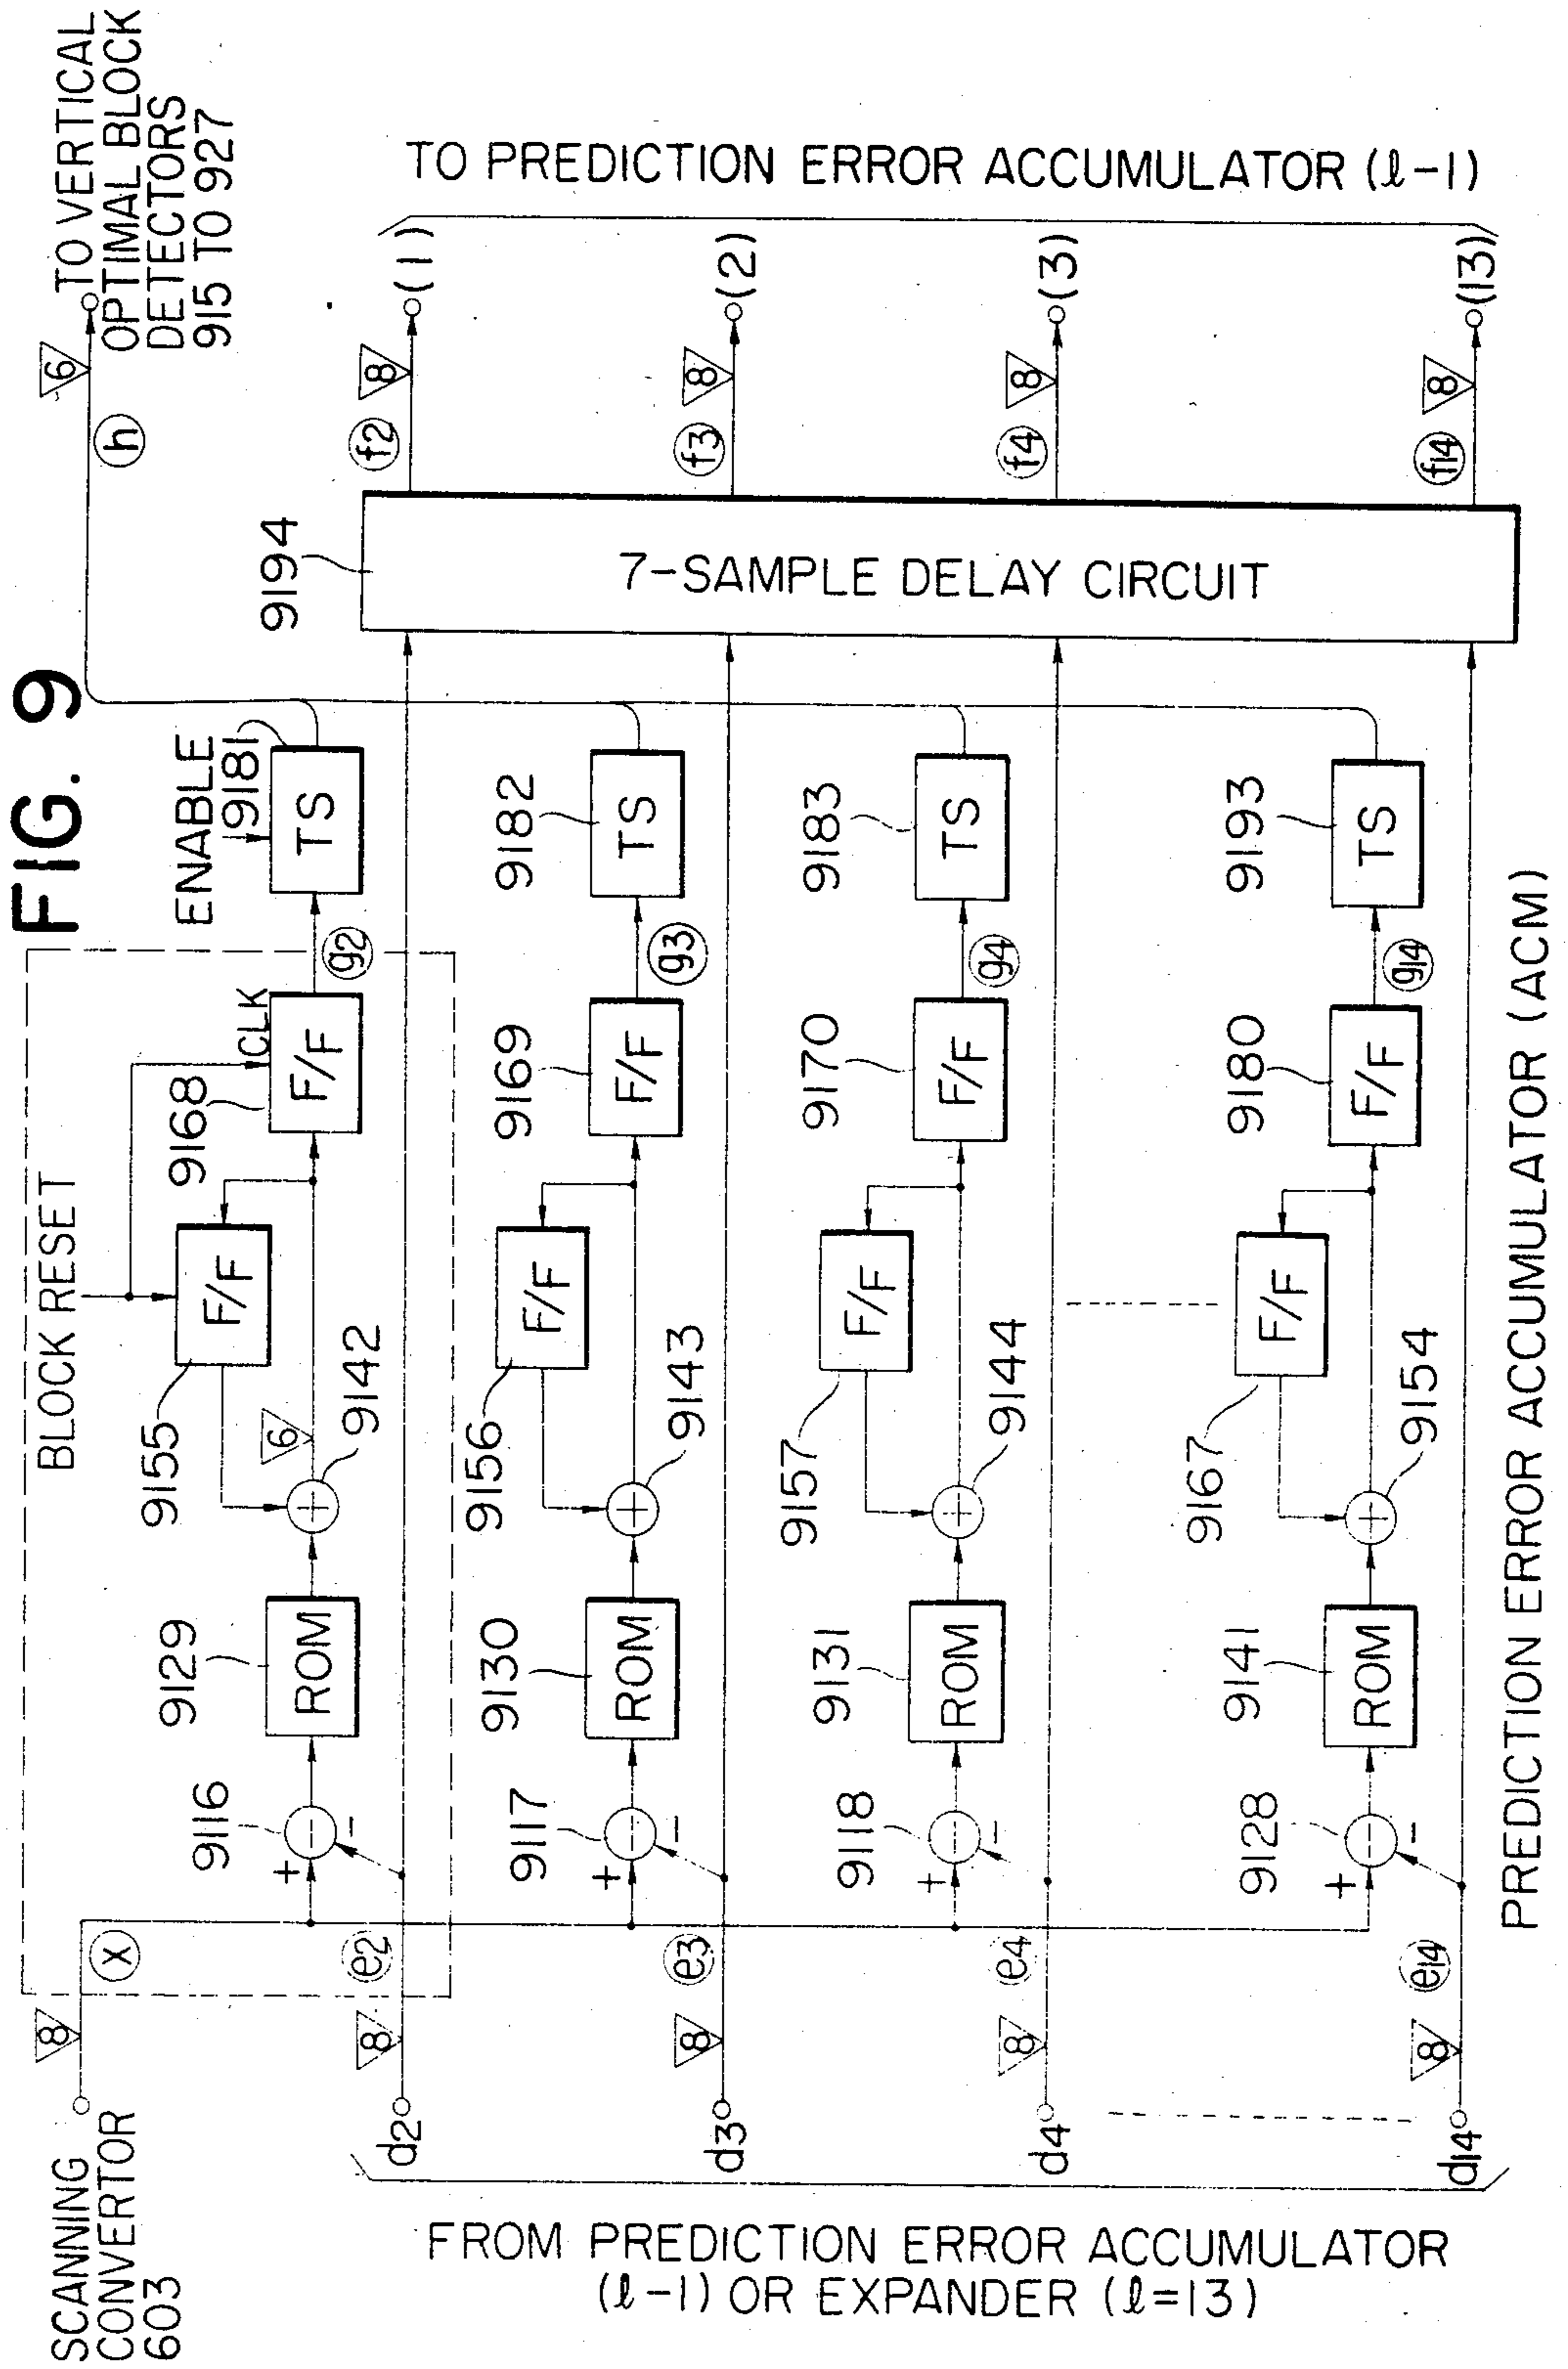 FIG. 9
SCANNING
CONVERTOR
603
8
x
BLOCK RESET
ENABLE
h
6
TO VERTICAL
OPTIMAL BLOCK
DETECTORS
915 TO 927
9116
+
-
9129
ROM
9155
F/F
6
+
9142
9168
CLK
F/F
g2
9181
TS
9194
7-SAMPLE DELAY CIRCUIT
d2
8
e2
f2
8
(1)
9117
+
-
9130
ROM
9156
F/F
+
9143
9169
F/F
g3
9182
TS
d3
8
e3
f3
8
(2)
9118
+
-
9131
ROM
9157
F/F
+
9144
9170
F/F
g4
9183
TS
d4
8
e4
f4
8
(3)
9128
+
-
9141
ROM
9167
F/F
+
9154
9180
F/F
g14
9193
TS
d14
8
e14
f14
8
(13)
FROM PREDICTION ERROR ACCUMULATOR
(ℓ-1) OR EXPANDER (ℓ=13)
TO PREDICTION ERROR ACCUMULATOR (ℓ-1)
PREDICTION ERROR ACCUMULATOR (ACM)